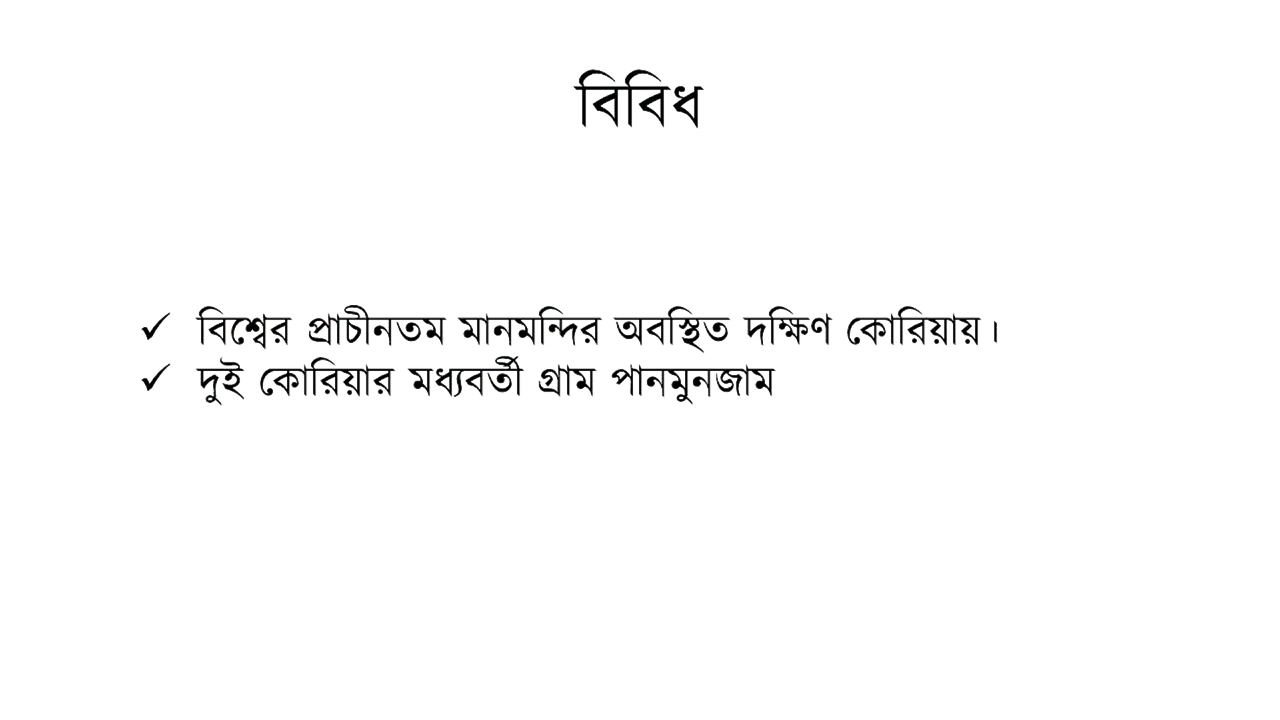 বিবিধ
✓ বিশ্বের প্রাচীনতম মানমন্দির অবস্থিত দক্ষিণ কোরিয়ায়।
✓ দুই কোরিয়ার মধ্যবর্তী গ্রাম পানমুনজাম